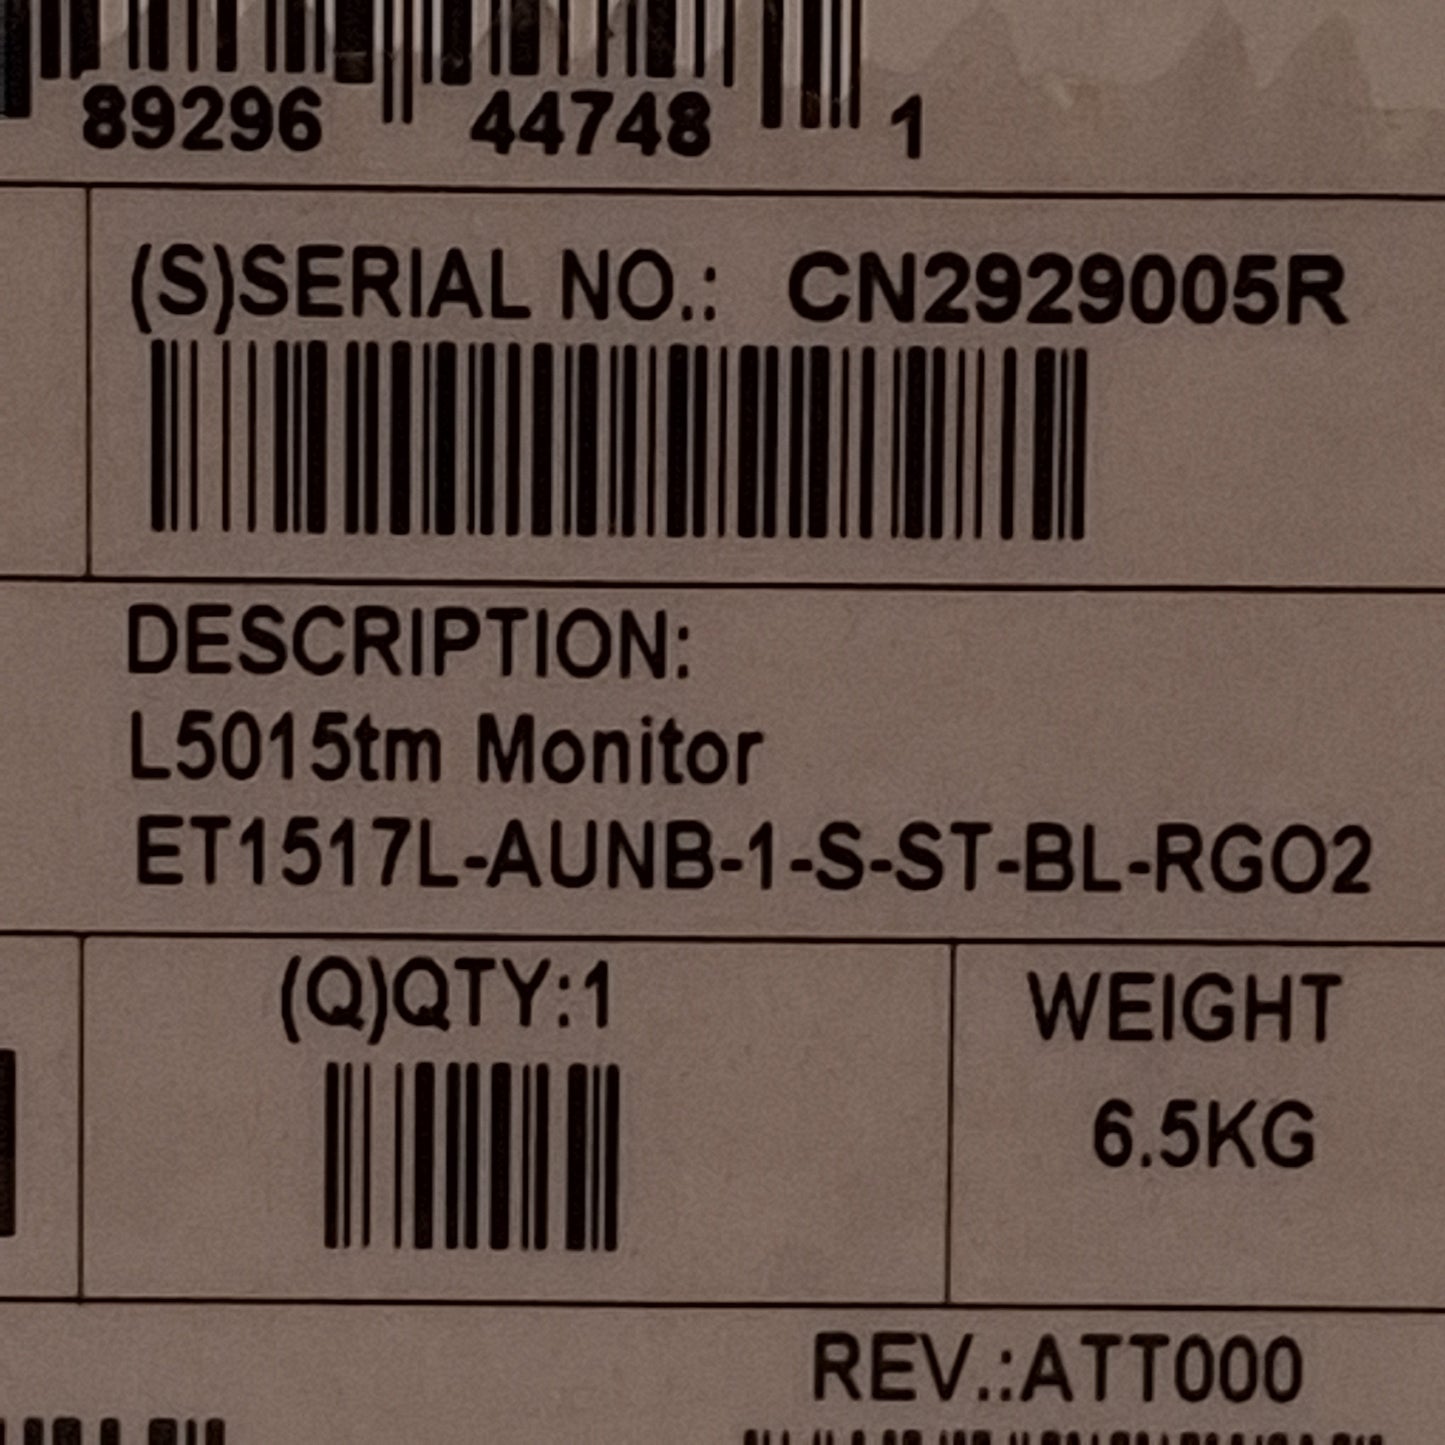 89296 44748 1
(S)SERIAL NO.: CN2929005R
DESCRIPTION:
L5015tm Monitor
ET1517L-AUNB-1-S-ST-BL-RGO2
(Q)QTY:1
WEIGHT
6.5KG
REV.:ATT000